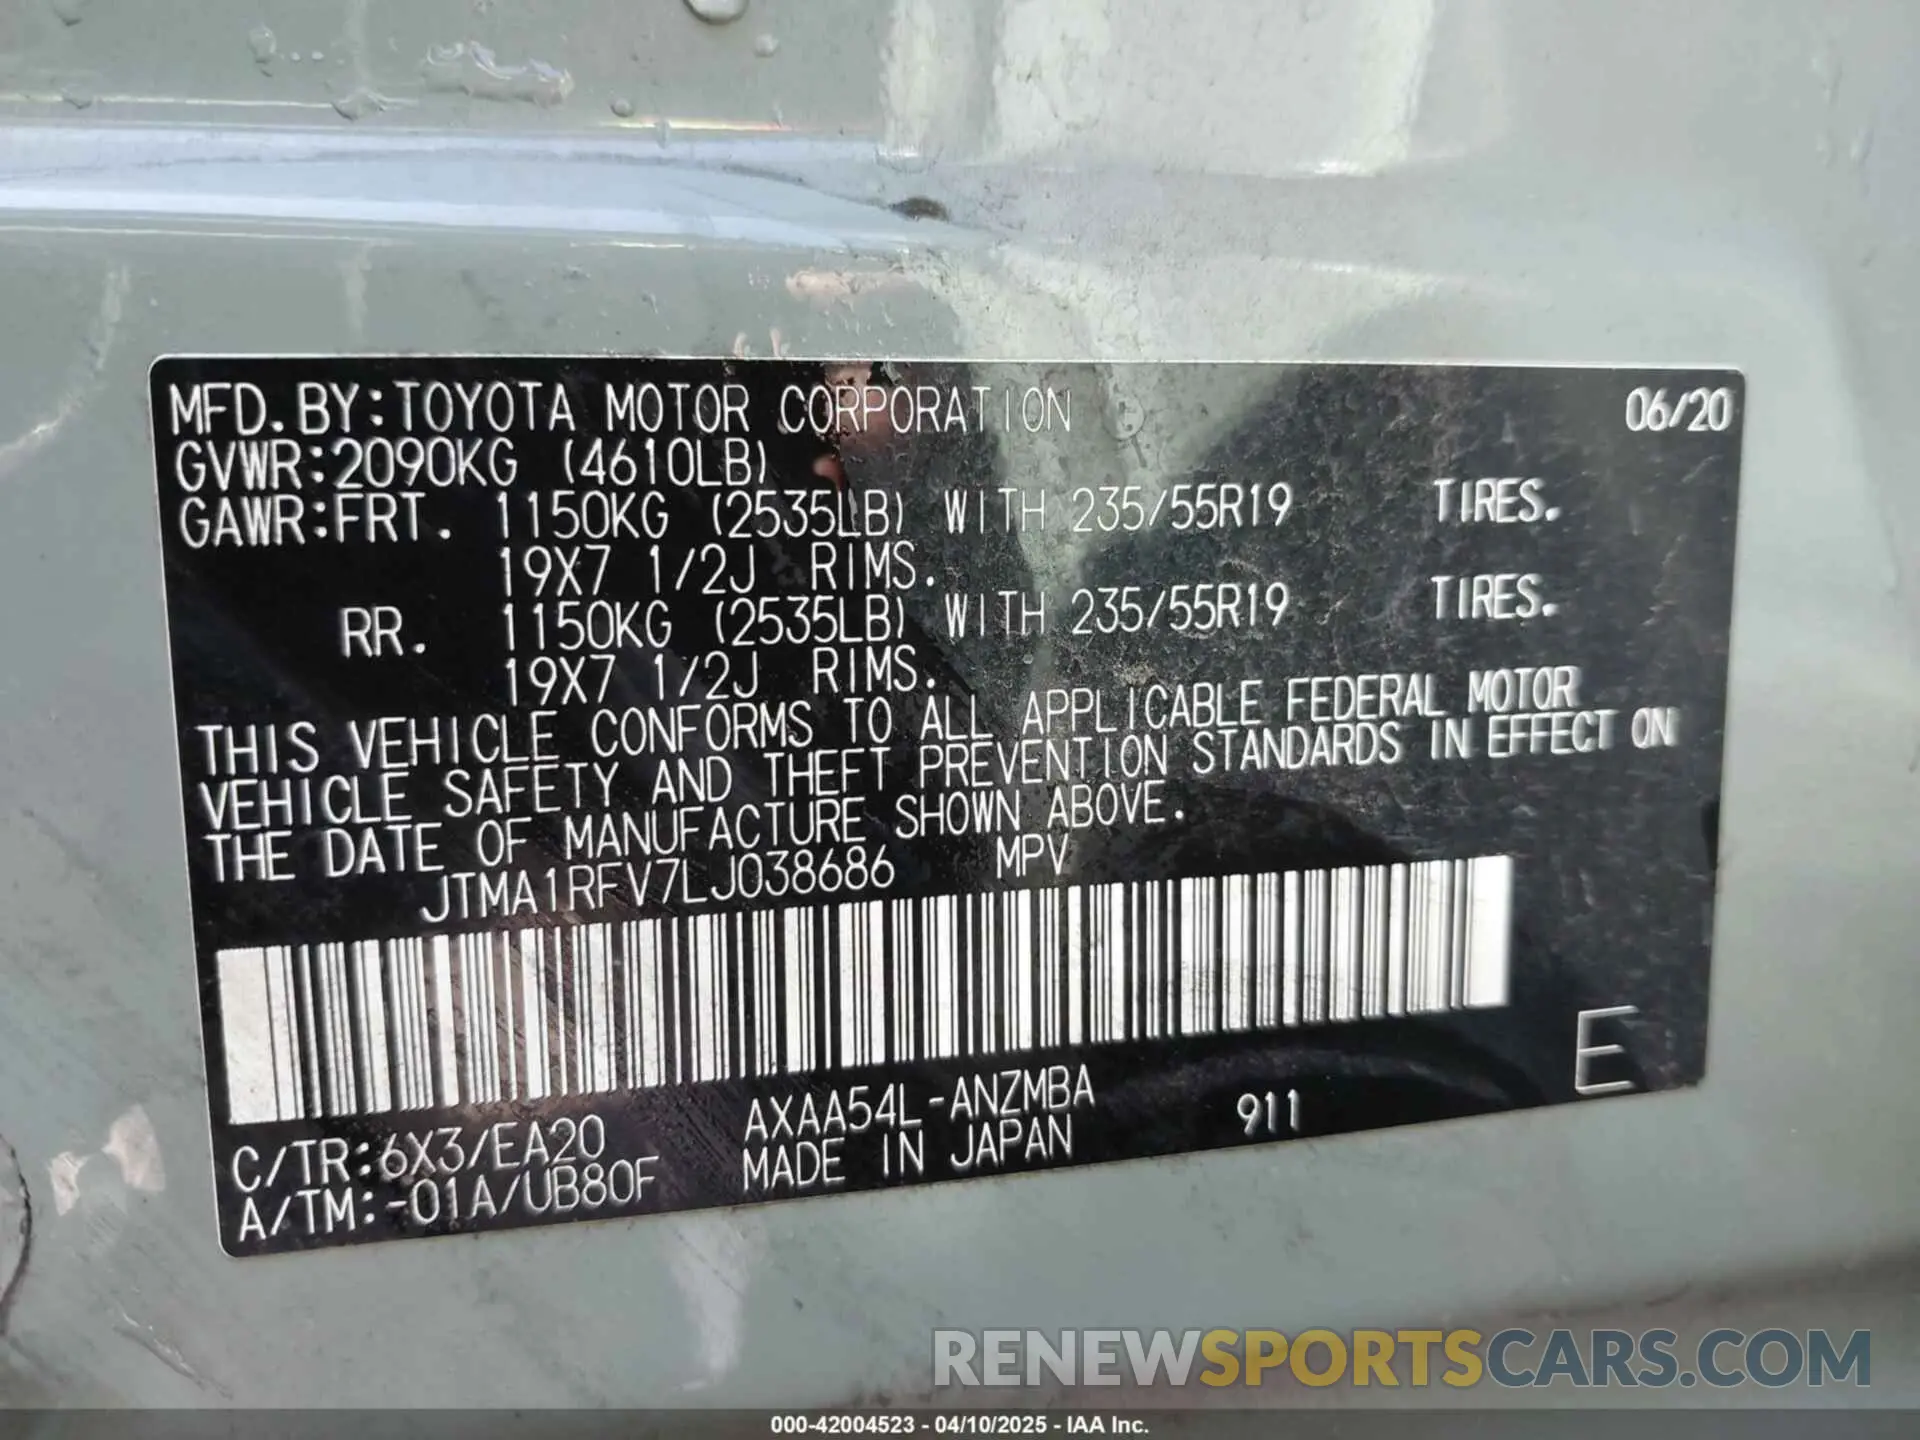 MFD.BY:TOYOTA MOTOR CORPORATION 06/20
GVWR:2090KG (4610LB)
GAWR:FRT. 1150KG (2535LB) WITH 235/55R19 TIRES.
19X7 1/2J RIMS.
RR. 1150KG (2535LB) WITH 235/55R19 TIRES.
19X7 1/2J RIMS.
THIS VEHICLE CONFORMS TO ALL APPLICABLE FEDERAL MOTOR
VEHICLE SAFETY AND THEFT PREVENTION STANDARDS IN EFFECT ON
THE DATE OF MANUFACTURE SHOWN ABOVE.
JTMA1RFV7LJ038686 MPV
E
C/TR:6X3/EA20 AXAA54L-ANZMBA 911
A/TM:-01A/UB80F MADE IN JAPAN
RENEWSPORTSCARS.COM
000-42004523 - 04/10/2025 - IAA Inc.